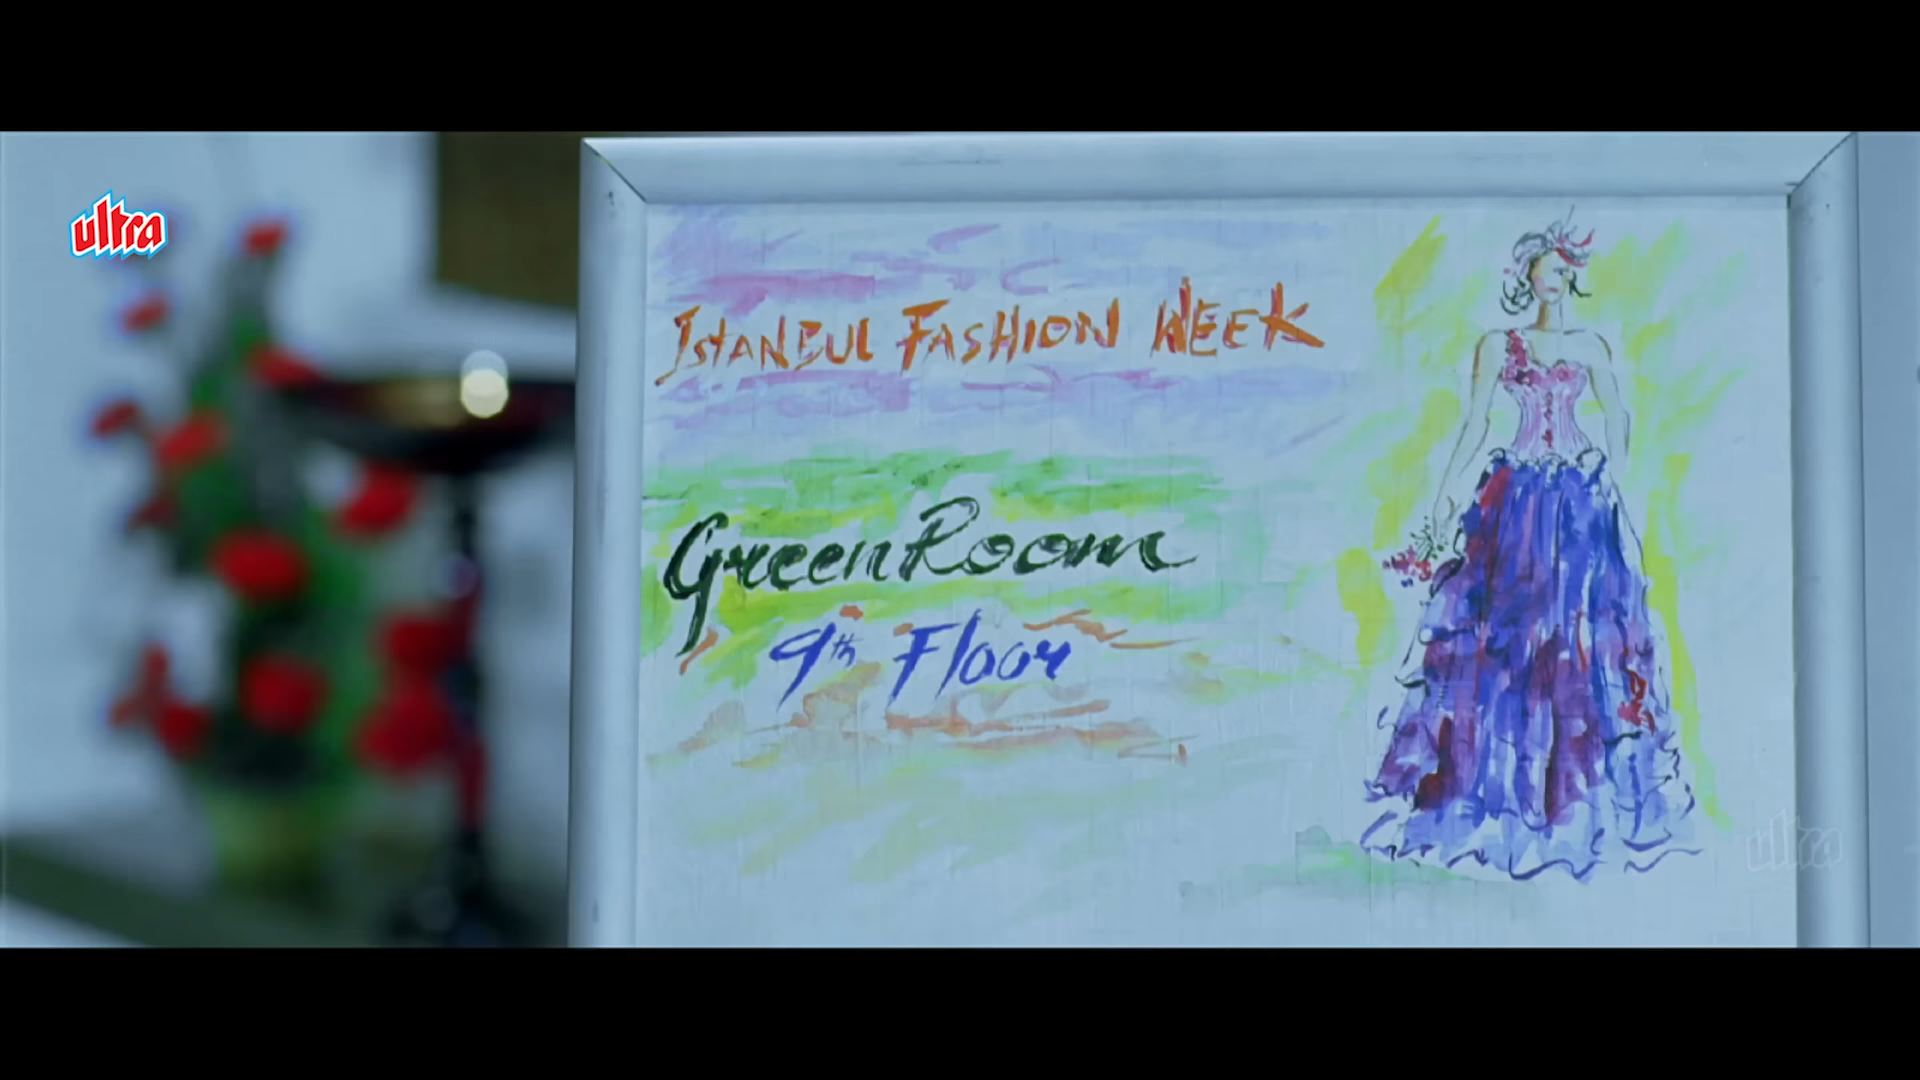 ultra
ISTANBUL FASHION WEEK
Green Room
9th Floor
ultra